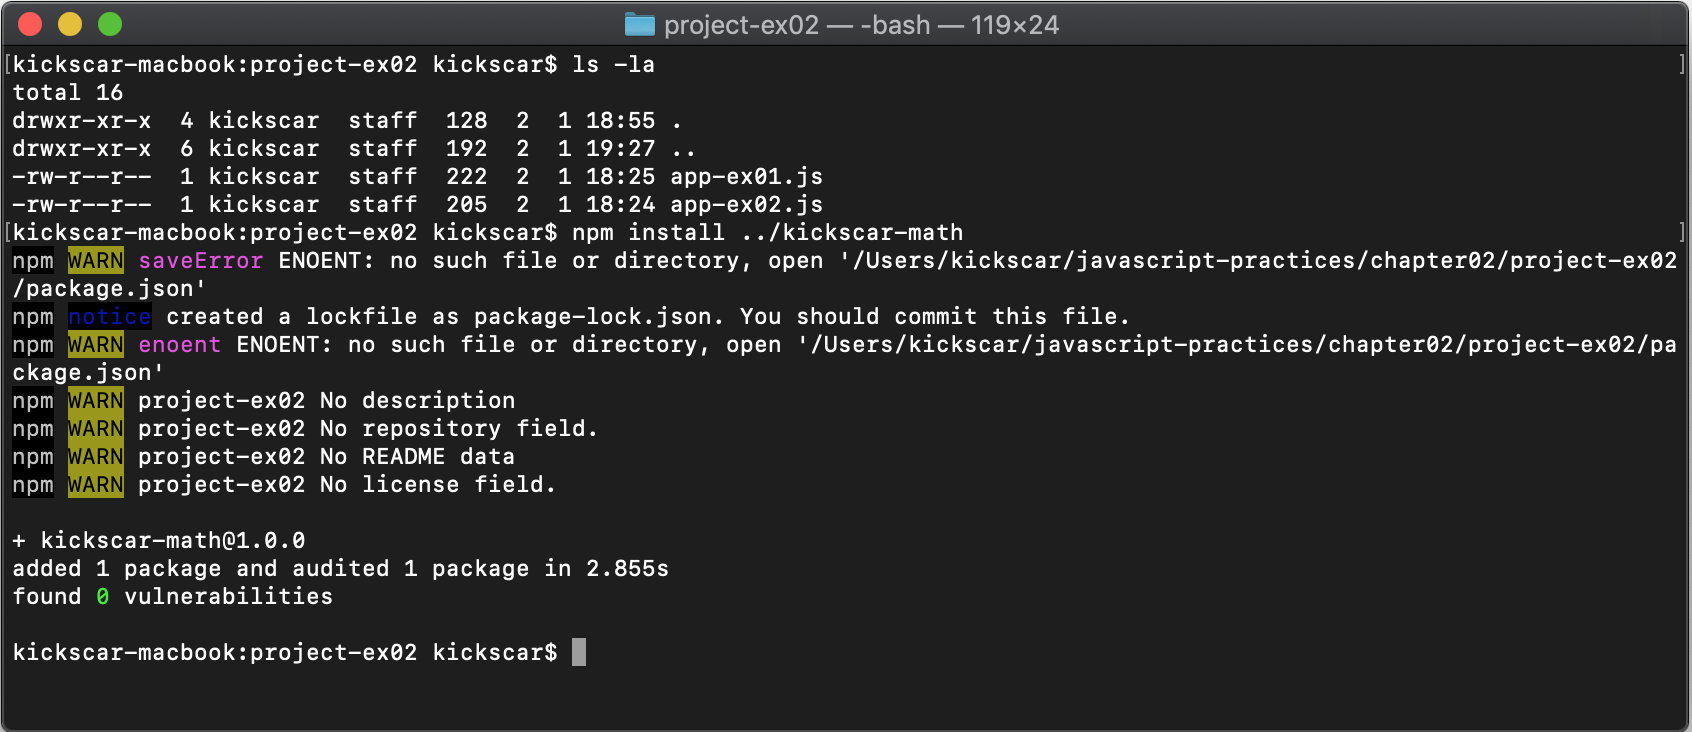 project-ex02 — -bash — 119×24
[kickscar-macbook:project-ex02 kickscar$ ls -la ]
total 16
drwxr-xr-x  4 kickscar  staff  128  2  1 18:55 .
drwxr-xr-x  6 kickscar  staff  192  2  1 19:27 ..
-rw-r--r--  1 kickscar  staff  222  2  1 18:25 app-ex01.js
-rw-r--r--  1 kickscar  staff  205  2  1 18:24 app-ex02.js
[kickscar-macbook:project-ex02 kickscar$ npm install ../kickscar-math ]
npm WARN saveError ENOENT: no such file or directory, open '/Users/kickscar/javascript-practices/chapter02/project-ex02
/package.json'
npm notice created a lockfile as package-lock.json. You should commit this file.
npm WARN enoent ENOENT: no such file or directory, open '/Users/kickscar/javascript-practices/chapter02/project-ex02/pa
ckage.json'
npm WARN project-ex02 No description
npm WARN project-ex02 No repository field.
npm WARN project-ex02 No README data
npm WARN project-ex02 No license field.
+ kickscar-math@1.0.0
added 1 package and audited 1 package in 2.855s
found 0 vulnerabilities
kickscar-macbook:project-ex02 kickscar$